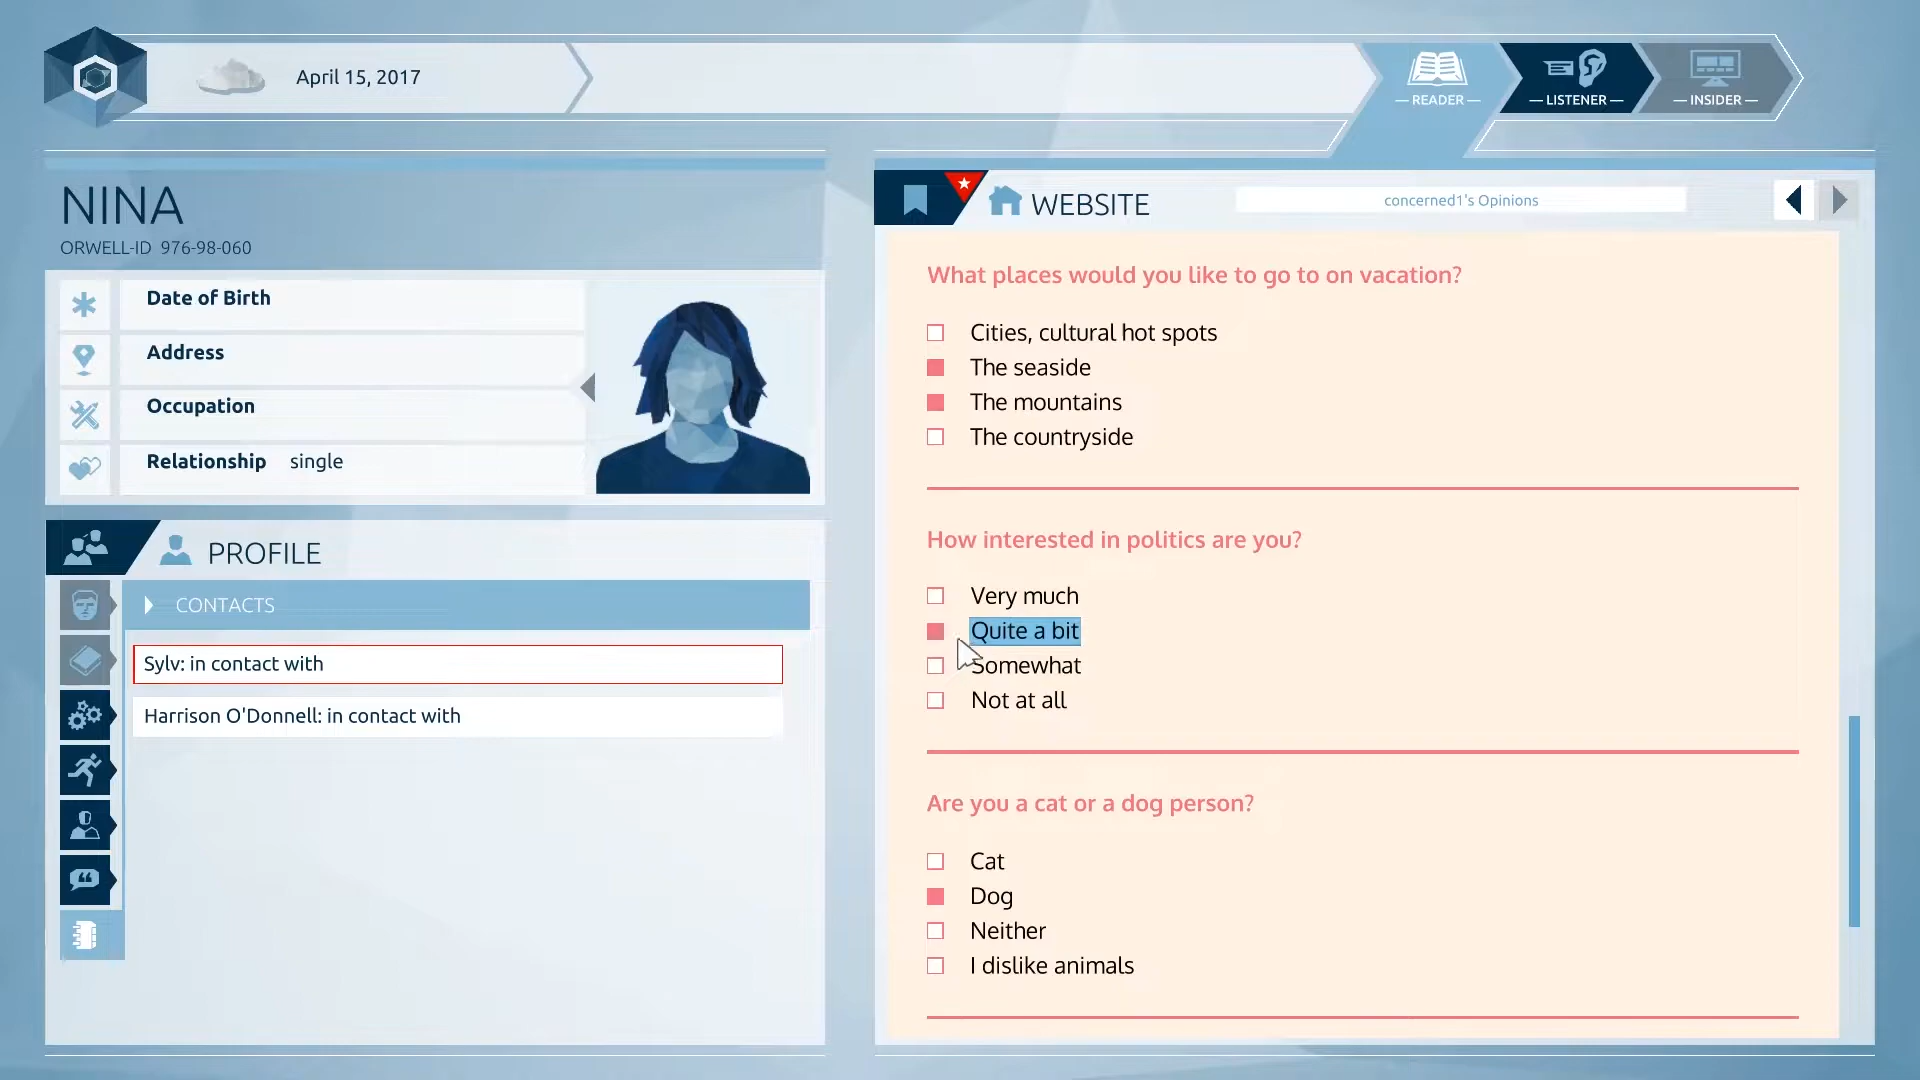 April 15, 2017
— READER —
— LISTENER —
— INSIDER —
NINA
ORWELL-ID 976-98-060
Date of Birth
Address
Occupation
Relationship single
PROFILE
CONTACTS
Sylv: in contact with
Harrison O'Donnell: in contact with
WEBSITE
concerned1's Opinions
What places would you like to go to on vacation?
Cities, cultural hot spots
The seaside
The mountains
The countryside
How interested in politics are you?
Very much
Quite a bit
Somewhat
Not at all
Are you a cat or a dog person?
Cat
Dog
Neither
I dislike animals